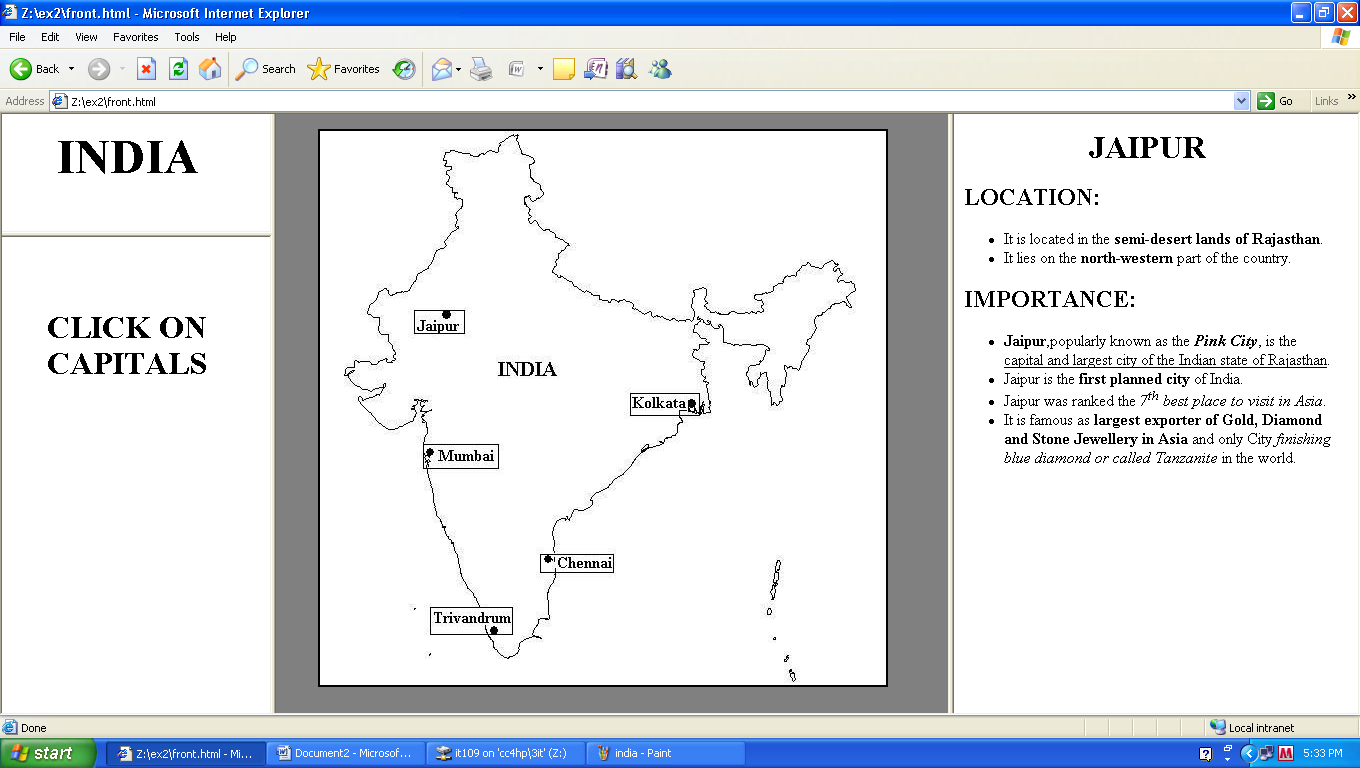 Z:\ex2\front.html - Microsoft Internet Explorer
File Edit View Favorites Tools Help
Back Search Favorites
Address Z:\ex2\front.html Go Links »
INDIA
CLICK ON
CAPITALS
Jaipur
INDIA
Kolkata
Mumbai
Chennai
Trivandrum
JAIPUR
LOCATION:
• It is located in the semi-desert lands of Rajasthan.
• It lies on the north-western part of the country.
IMPORTANCE:
• Jaipur,popularly known as the Pink City, is the
capital and largest city of the Indian state of Rajasthan.
• Jaipur is the first planned city of India.
• Jaipur was ranked the 7th best place to visit in Asia.
• It is famous as largest exporter of Gold, Diamond
and Stone Jewellery in Asia and only City finishing
blue diamond or called Tanzanite in the world.
Done Local intranet
start Z:\ex2\front.html - Mi... Document2 - Microsof... it109 on 'cc4hp\3it' (Z:) india - Paint 5:33 PM